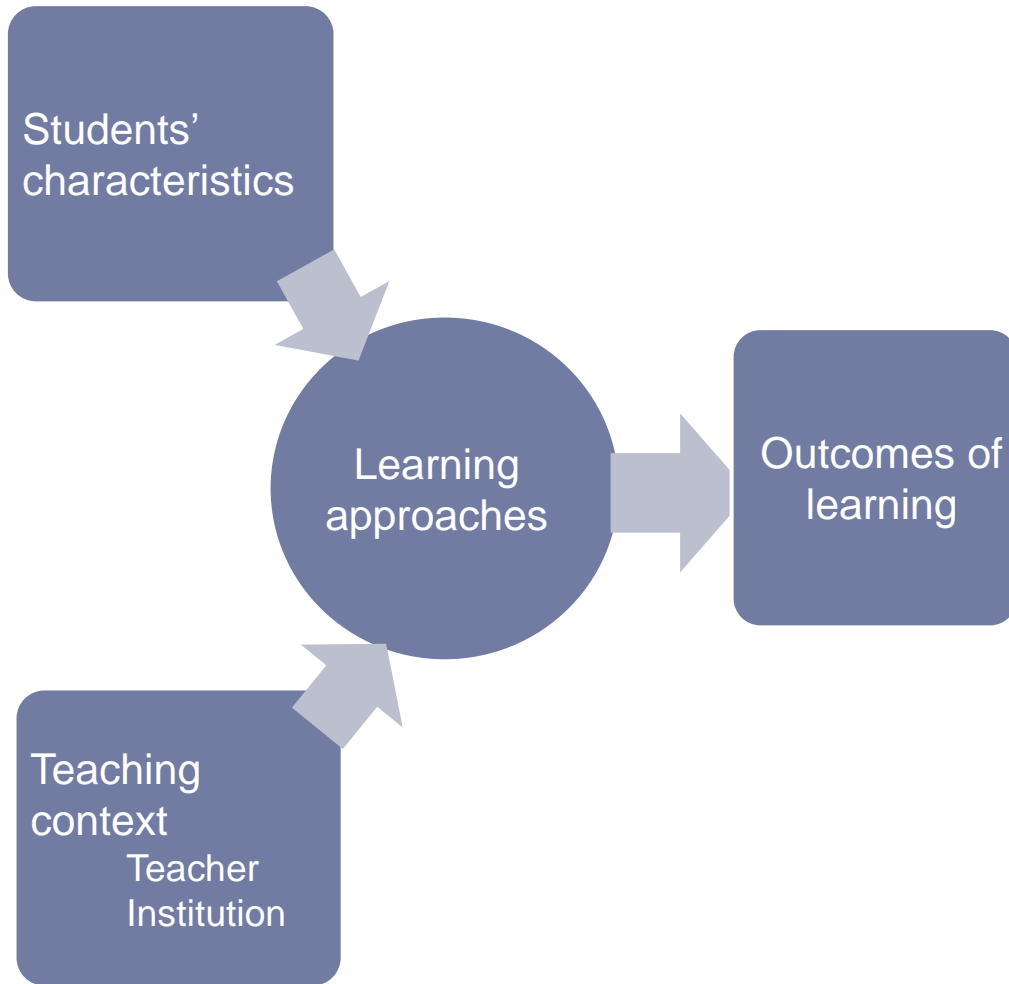 Students’
characteristics
Learning
approaches
Outcomes of
learning
Teaching
context
Teacher
Institution